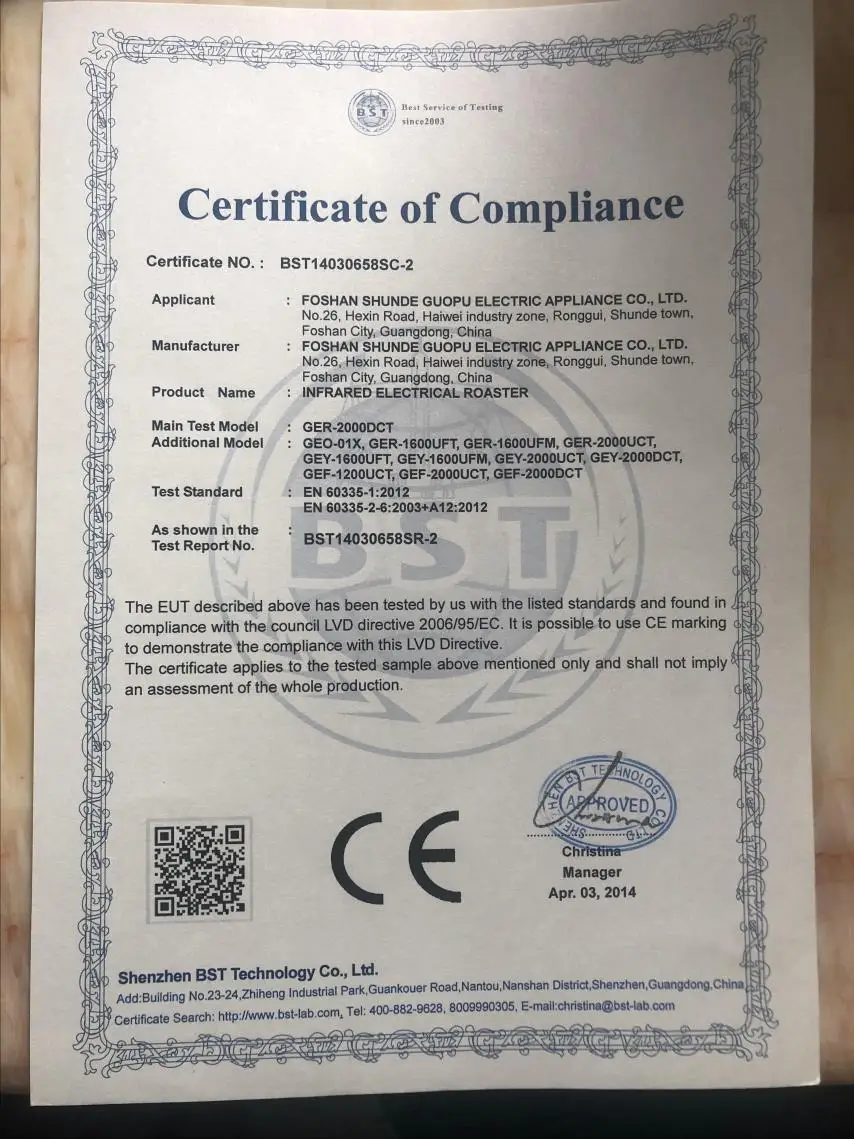 BST
Best Service of Testing
since2003
Certificate of Compliance
Certificate NO. : BST14030658SC-2
Applicant : FOSHAN SHUNDE GUOPU ELECTRIC APPLIANCE CO., LTD.
No.26, Hexin Road, Haiwei industry zone, Ronggui, Shunde town,
Foshan City, Guangdong, China
Manufacturer : FOSHAN SHUNDE GUOPU ELECTRIC APPLIANCE CO., LTD.
No.26, Hexin Road, Haiwei industry zone, Ronggui, Shunde town,
Foshan City, Guangdong, China
Product Name : INFRARED ELECTRICAL ROASTER
Main Test Model : GER-2000DCT
Additional Model : GEO-01X, GER-1600UFT, GER-1600UFM, GER-2000UCT,
GEY-1600UFT, GEY-1600UFM, GEY-2000UCT, GEY-2000DCT,
GEF-1200UCT, GEF-2000UCT, GEF-2000DCT
Test Standard : EN 60335-1:2012
EN 60335-2-6:2003+A12:2012
As shown in the :
Test Report No. BST14030658SR-2
BST
The EUT described above has been tested by us with the listed standards and found in
compliance with the council LVD directive 2006/95/EC. It is possible to use CE marking
to demonstrate the compliance with this LVD Directive.
The certificate applies to the tested sample above mentioned only and shall not imply
an assessment of the whole production.
CE
SHENZHEN BST TECHNOLOGY CO., LTD
APPROVED
Christina
Manager
Apr. 03, 2014
Shenzhen BST Technology Co., Ltd.
Add:Building No.23-24,Zhiheng Industrial Park,Guankouer Road,Nantou,Nanshan District,Shenzhen,Guangdong,China
Certificate Search: http://www.bst-lab.com, Tel: 400-882-9628, 8009990305, E-mail:christina@bst-lab.com